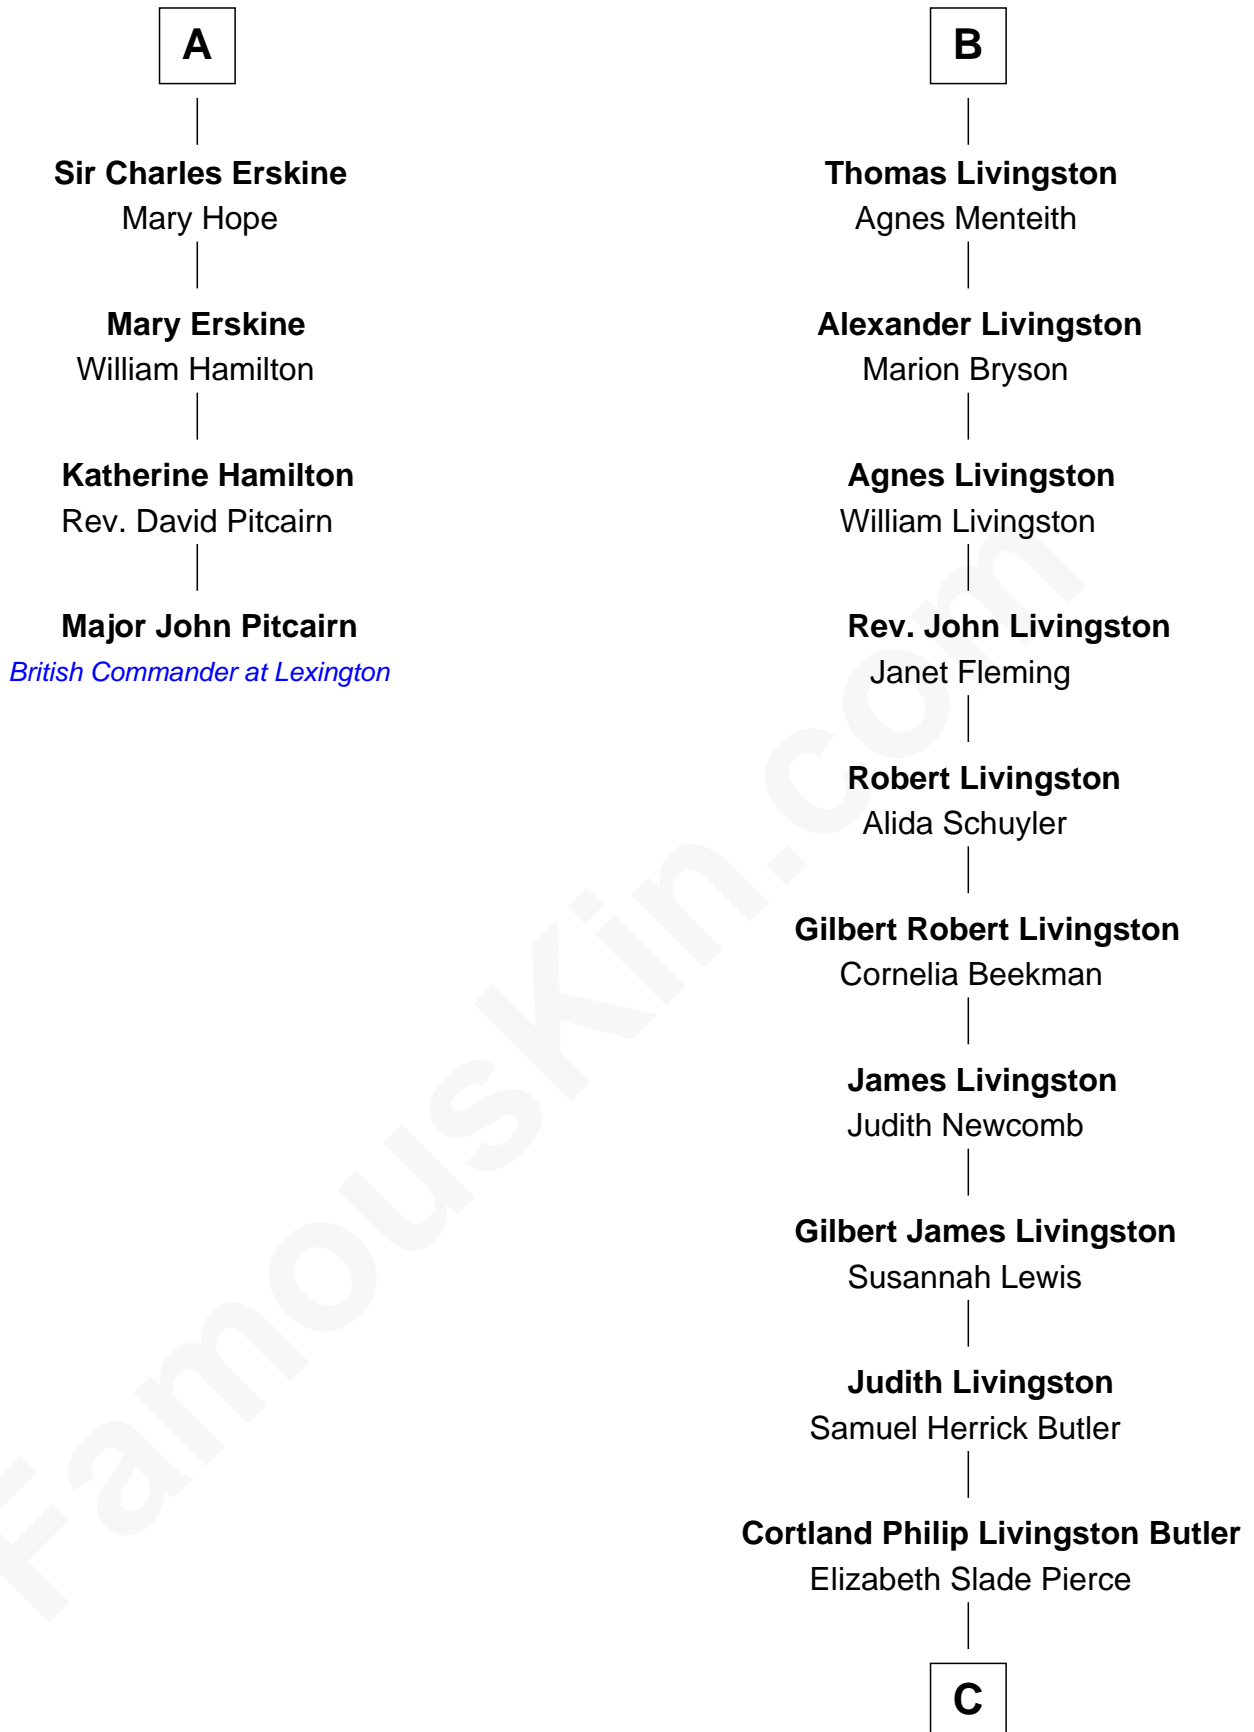 A
Sir Charles Erskine
Mary Hope
Mary Erskine
William Hamilton
Katherine Hamilton
Rev. David Pitcairn
Major John Pitcairn
British Commander at Lexington
B
Thomas Livingston
Agnes Menteith
Alexander Livingston
Marion Bryson
Agnes Livingston
William Livingston
Rev. John Livingston
Janet Fleming
Robert Livingston
Alida Schuyler
Gilbert Robert Livingston
Cornelia Beekman
James Livingston
Judith Newcomb
Gilbert James Livingston
Susannah Lewis
Judith Livingston
Samuel Herrick Butler
Cortland Philip Livingston Butler
Elizabeth Slade Pierce
C
FamousKin.com